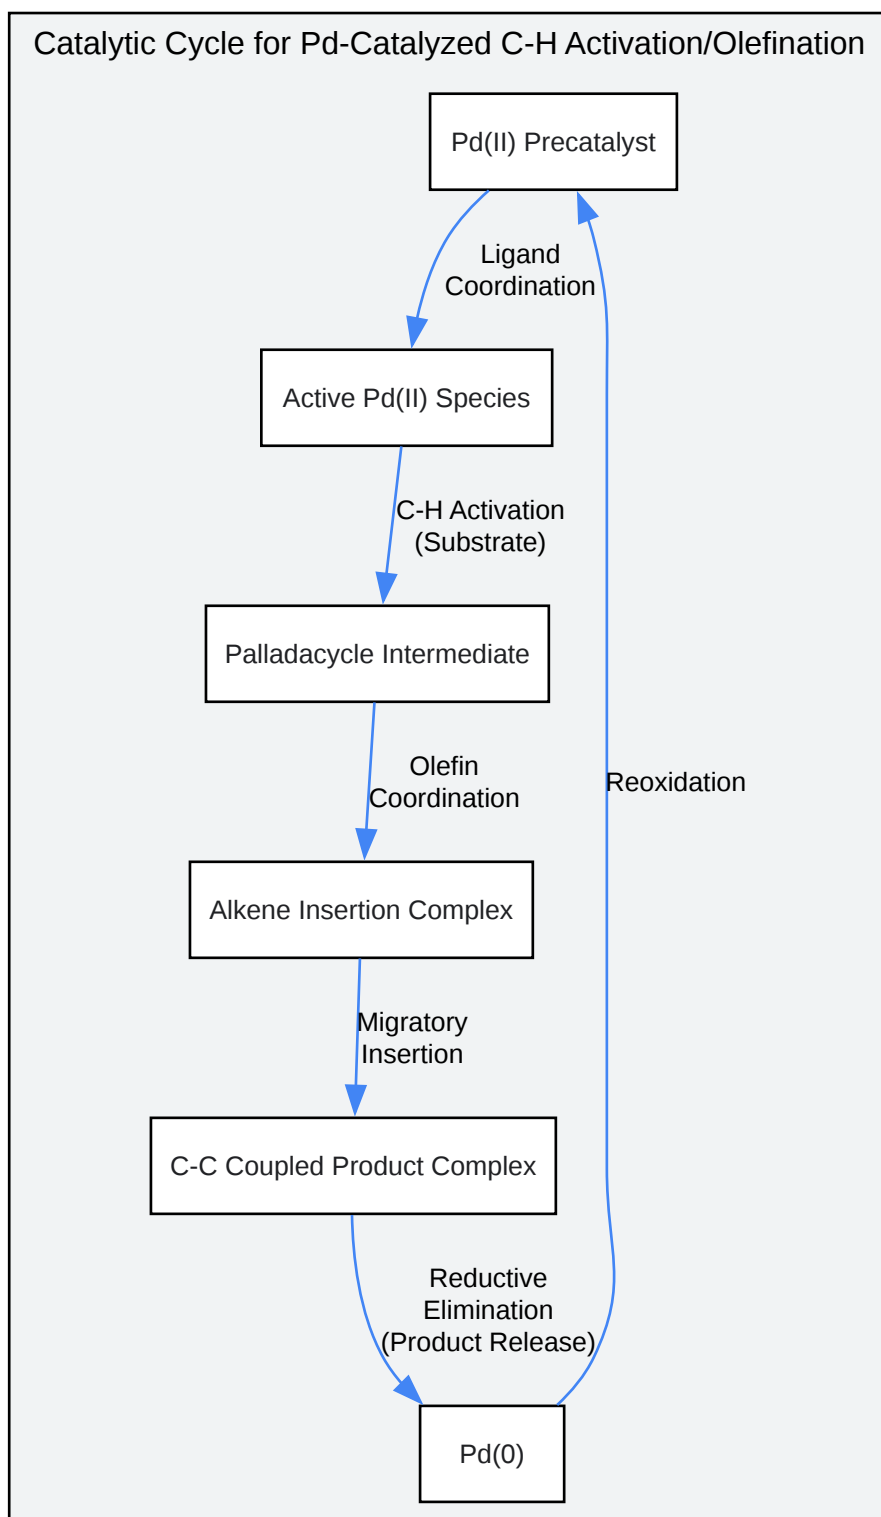 Catalytic Cycle for Pd-Catalyzed C-H Activation/Olefination
Pd(II) Precatalyst
Ligand
Coordination
Active Pd(II) Species
C-H Activation
(Substrate)
Palladacycle Intermediate
Olefin
Coordination
Reoxidation
Alkene Insertion Complex
Migratory
Insertion
C-C Coupled Product Complex
Reductive
Elimination
(Product Release)
Pd(0)